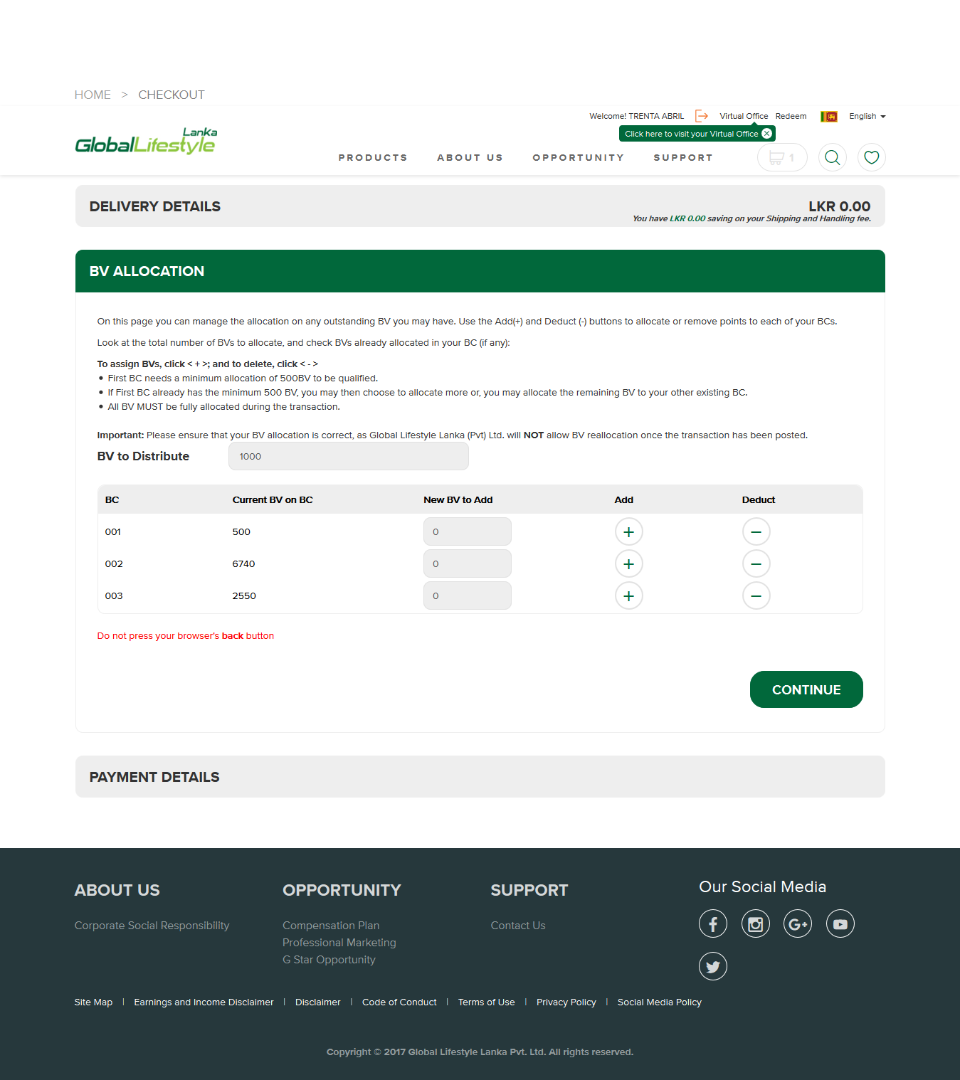 HOME > CHECKOUT
Welcome! TRENTA ABRIL Virtual Office Redeem English
Click here to visit your Virtual Office
Lanka
GlobalLifestyle
PRODUCTS ABOUT US OPPORTUNITY SUPPORT 1
DELIVERY DETAILS LKR 0.00
You have LKR 0.00 saving on your Shipping and Handling fee.
BV ALLOCATION
On this page you can manage the allocation on any outstanding BV you may have. Use the Add(+) and Deduct (-) buttons to allocate or remove points to each of your BCs.
Look at the total number of BVs to allocate, and check BVs already allocated in your BC (if any):
To assign BVs, click < + >; and to delete, click < - >
• First BC needs a minimum allocation of 500BV to be qualified.
• If First BC already has the minimum 500 BV, you may then choose to allocate more or, you may allocate the remaining BV to your other existing BC.
• All BV MUST be fully allocated during the transaction.
Important: Please ensure that your BV allocation is correct, as Global Lifestyle Lanka (Pvt) Ltd. will NOT allow BV reallocation once the transaction has been posted.
BV to Distribute 1000
BC Current BV on BC New BV to Add Add Deduct
001 500 0 + −
002 6740 0 + −
003 2550 0 + −
Do not press your browser's back button
CONTINUE
PAYMENT DETAILS
ABOUT US OPPORTUNITY SUPPORT Our Social Media
Corporate Social Responsibility Compensation Plan Contact Us
Professional Marketing
G Star Opportunity
Site Map | Earnings and Income Disclaimer | Disclaimer | Code of Conduct | Terms of Use | Privacy Policy | Social Media Policy
Copyright © 2017 Global Lifestyle Lanka Pvt. Ltd. All rights reserved.